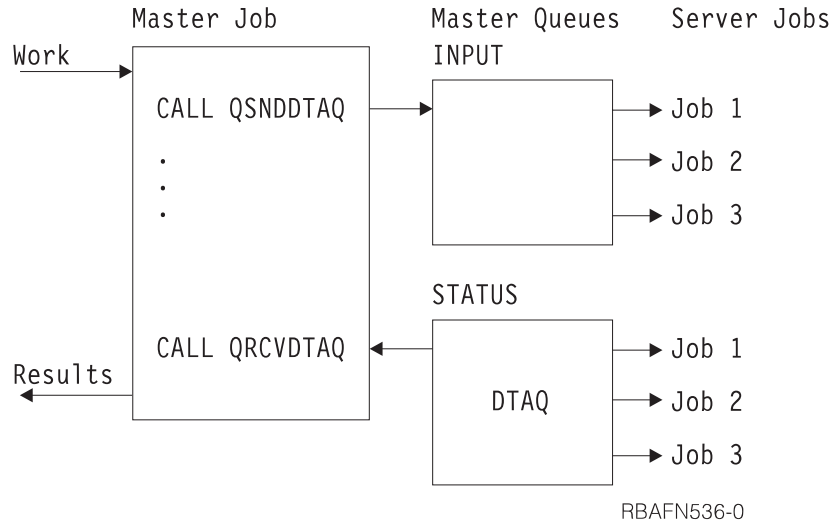 Master Job
Master Queues
Server Jobs
Work
INPUT
CALL QSNDDTAQ
Job 1
.
Job 2
.
.
Job 3
STATUS
CALL QRCVDTAQ
Job 1
Results
DTAQ
Job 2
Job 3
RBAFN536-0